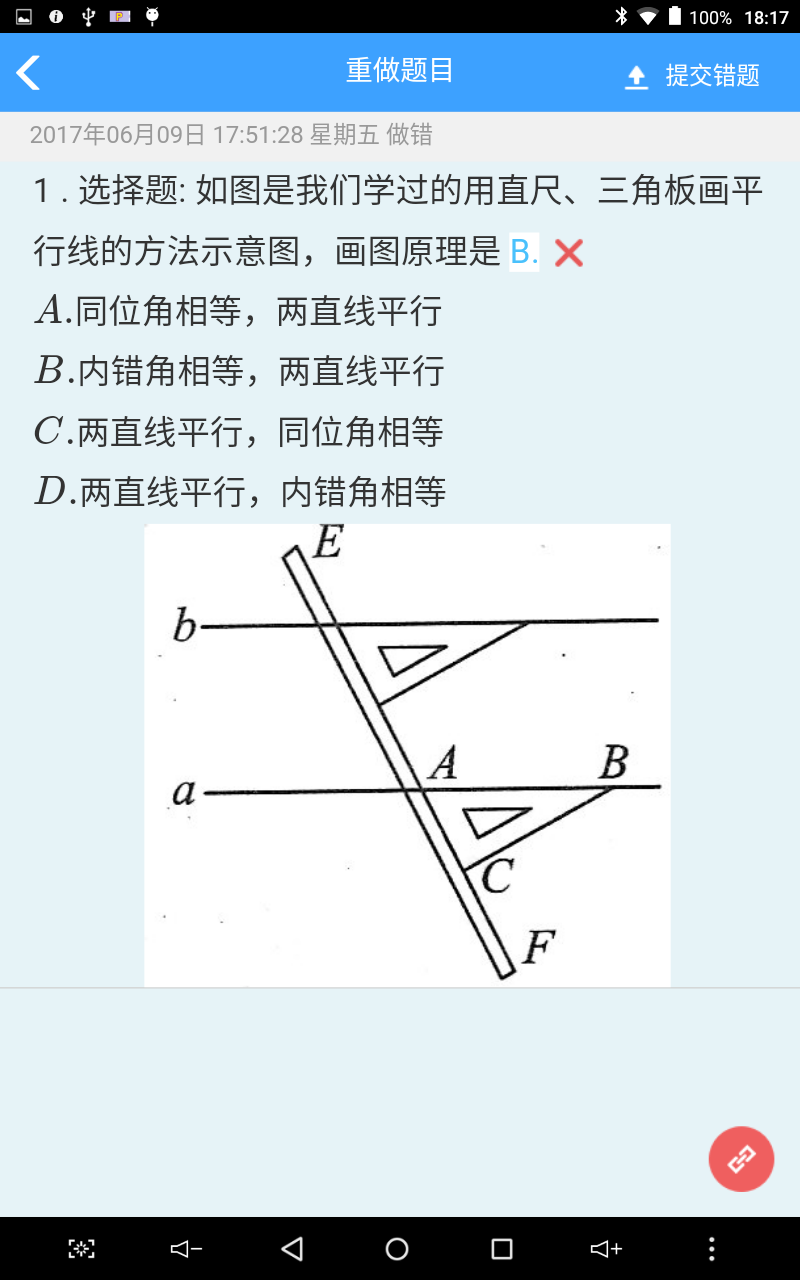 100% 18:17
重做题目 提交错题
2017年06月09日 17:51:28 星期五 做错
1 . 选择题: 如图是我们学过的用直尺、三角板画平
行线的方法示意图，画图原理是 B.
A.同位角相等，两直线平行
B.内错角相等，两直线平行
C.两直线平行，同位角相等
D.两直线平行，内错角相等
E
b
A B
a
C
F